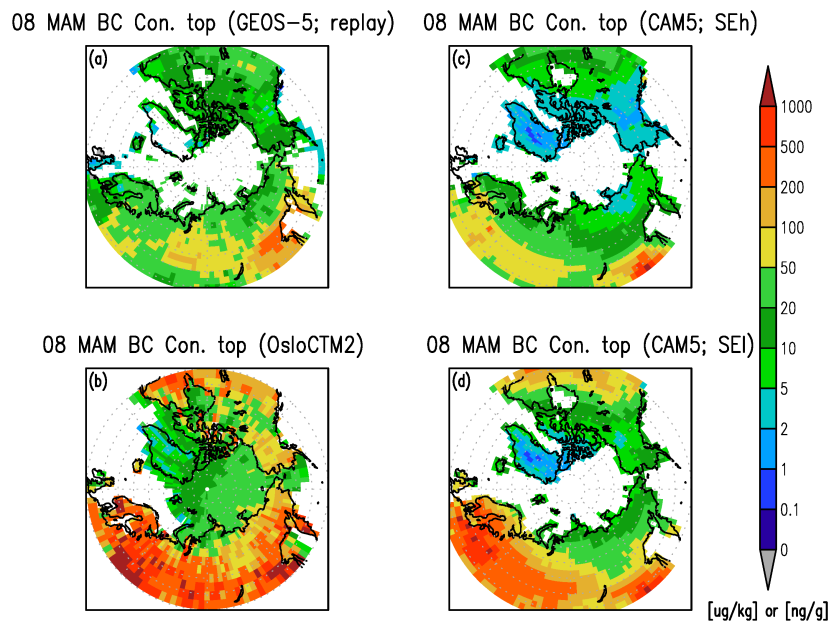 08 MAM BC Con. top (GEOS-5; replay)
08 MAM BC Con. top (CAM5; SEh)
(a)
(c)
08 MAM BC Con. top (OsloCTM2)
08 MAM BC Con. top (CAM5; SEl)
(b)
(d)
1000
500
200
100
50
20
10
5
2
1
0.1
0
[ug/kg] or [ng/g]